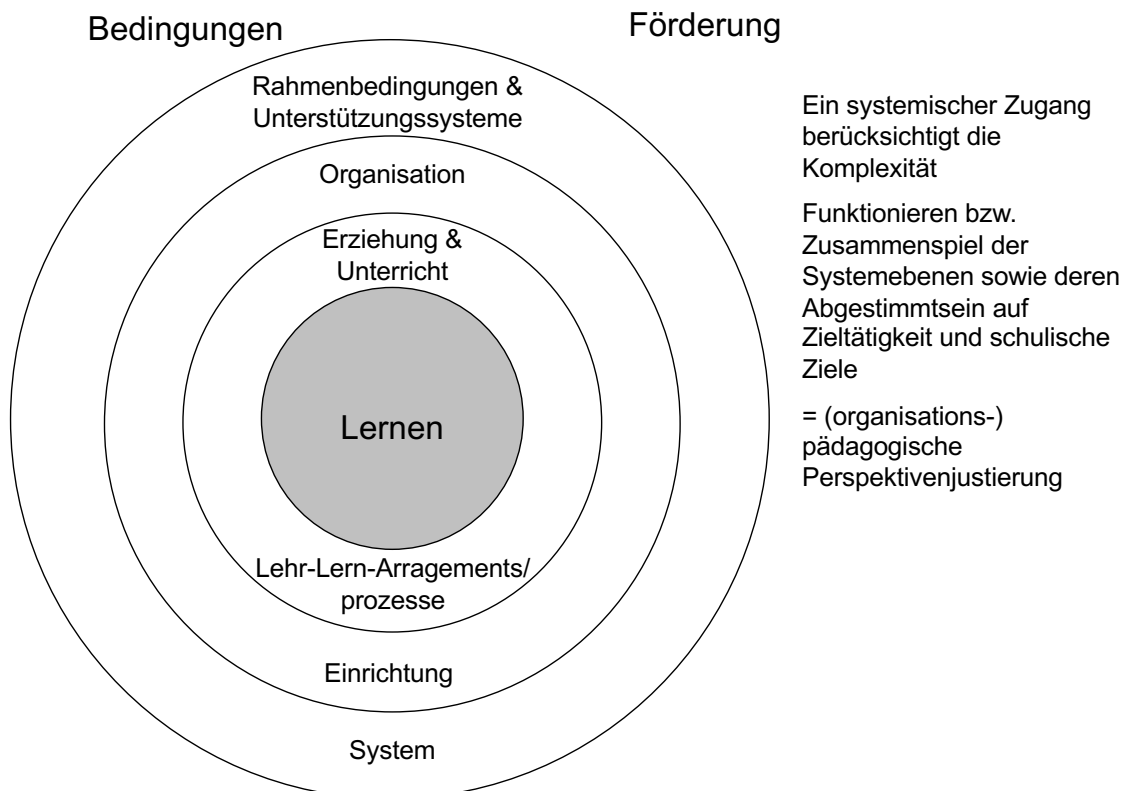 Bedingungen
Förderung
Rahmenbedingungen &
Unterstützungssysteme
Organisation
Erziehung &
Unterricht
Lernen
Lehr-Lern-Arragements/
prozesse
Einrichtung
System
Ein systemischer Zugang
berücksichtigt die
Komplexität
Funktionieren bzw.
Zusammenspiel der
Systemebenen sowie deren
Abgestimmtsein auf
Zieltätigkeit und schulische
Ziele
= (organisations-)
pädagogische
Perspektivenjustierung